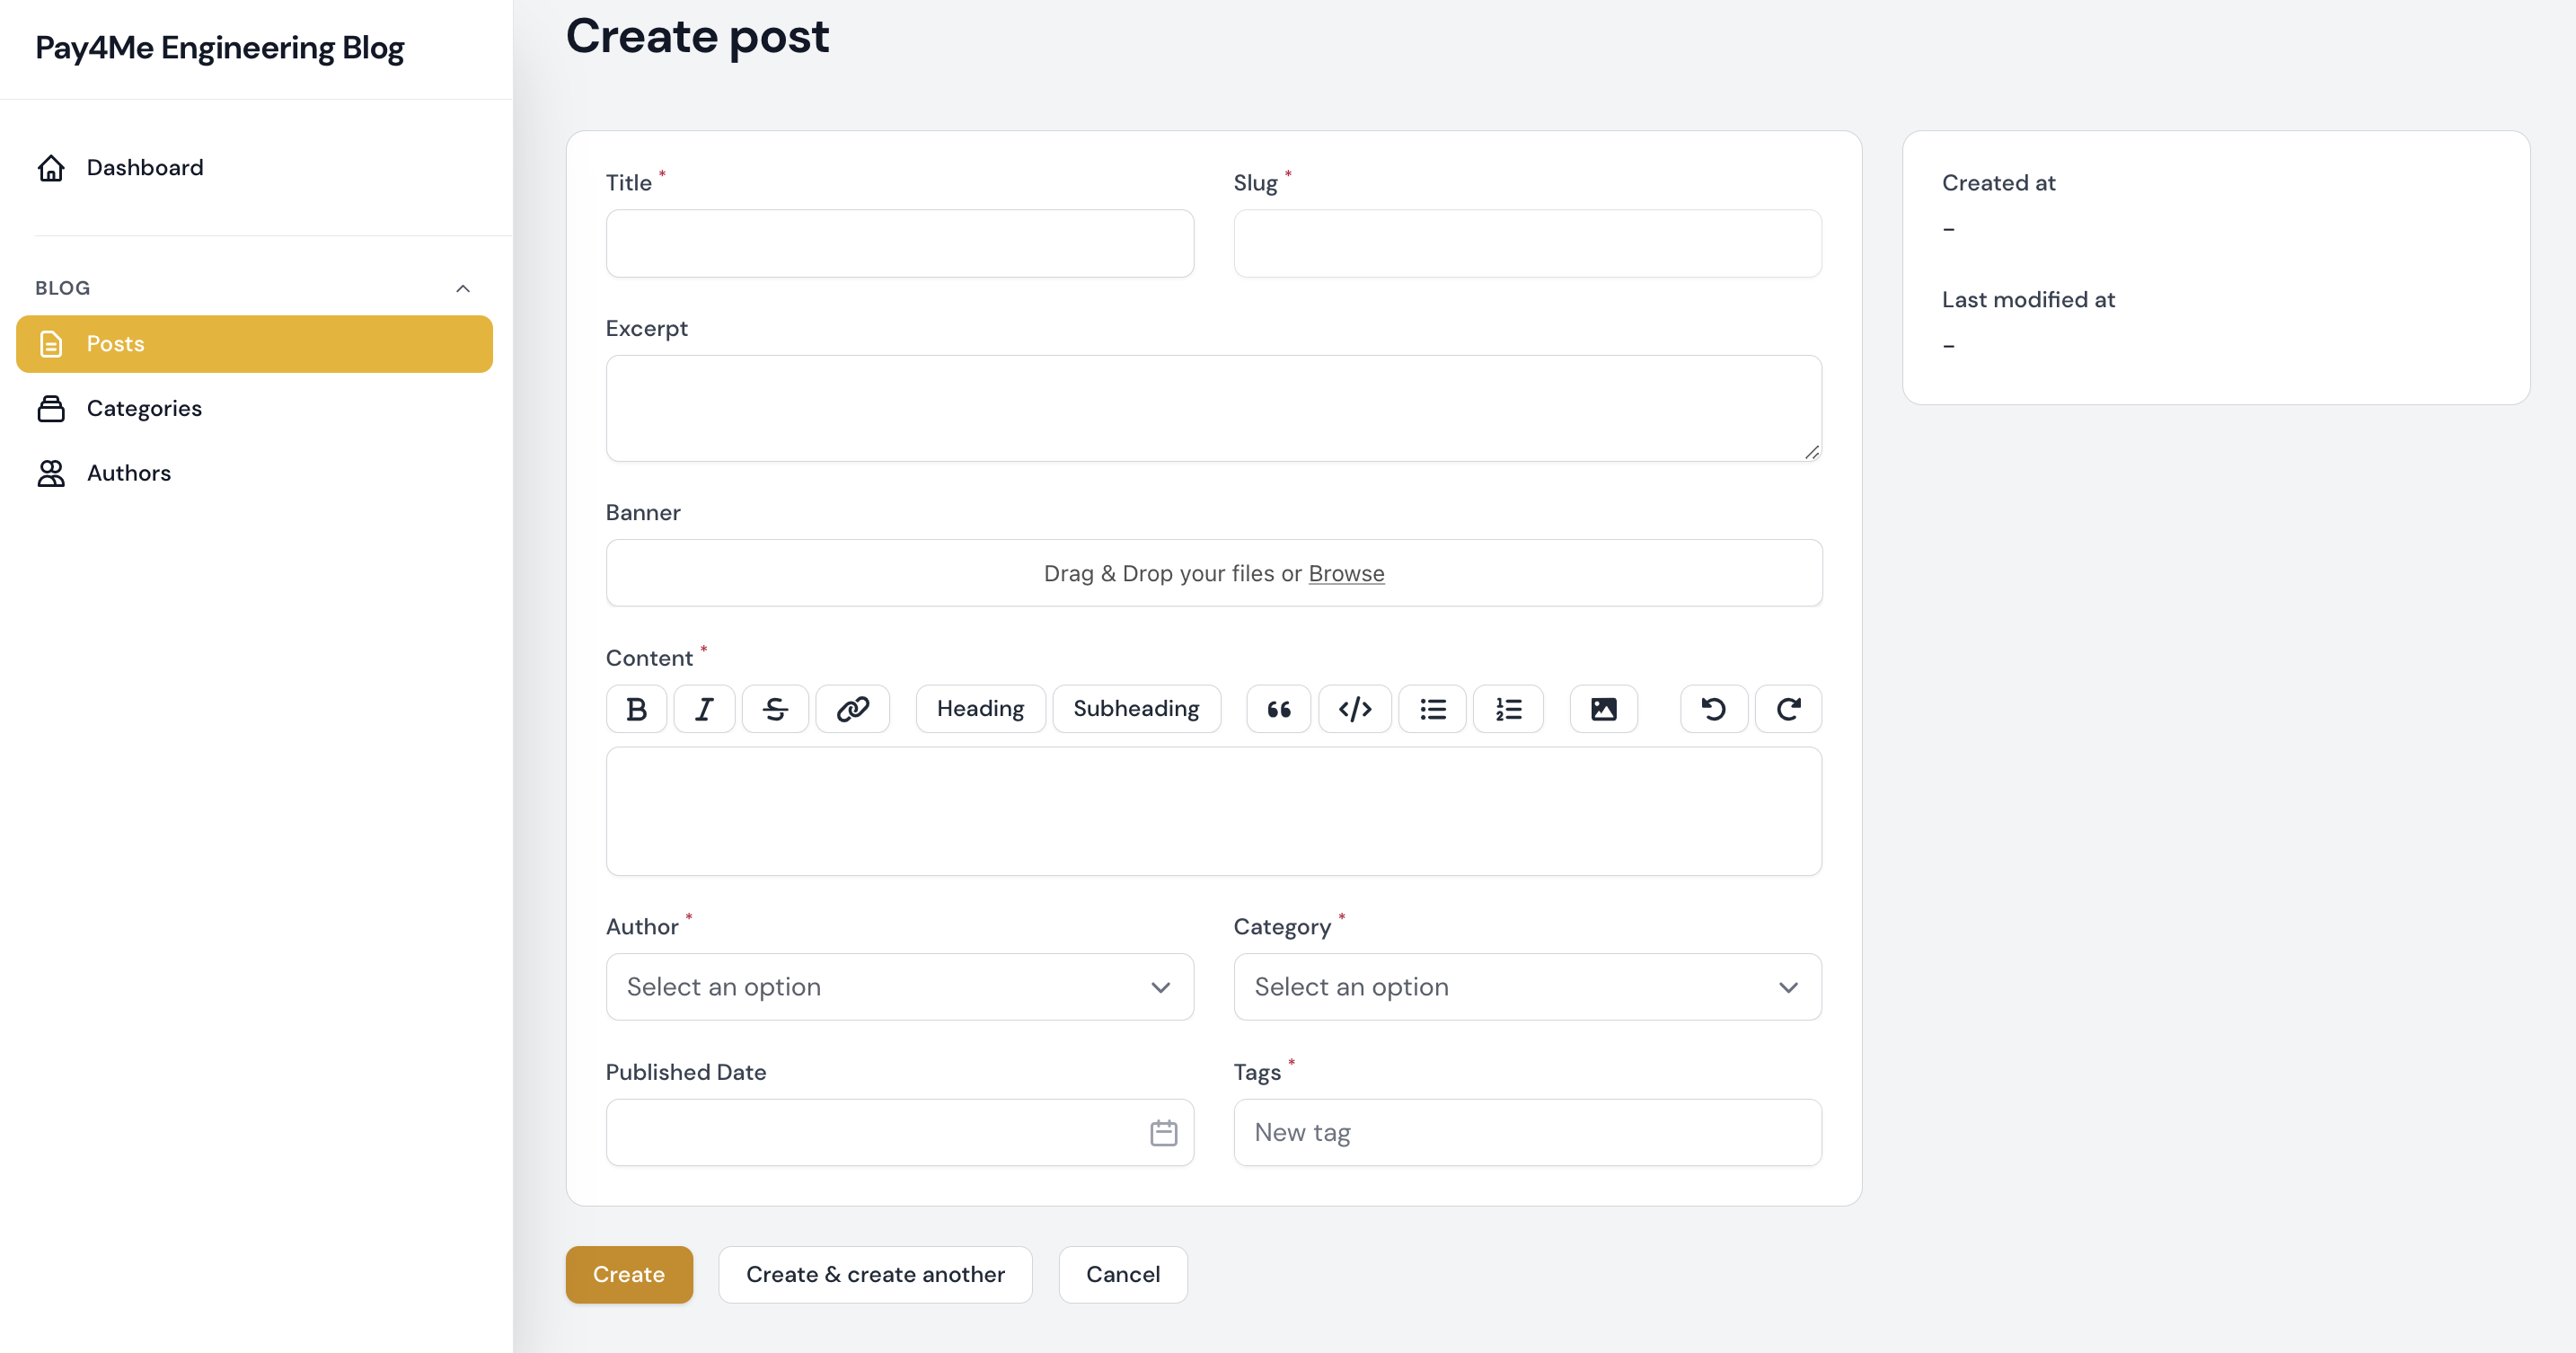 Pay4Me Engineering Blog
Dashboard
BLOG
Posts
Categories
Authors
Create post
Title *
Slug *
Excerpt
Banner
Drag & Drop your files or Browse
Content *
Heading
Subheading
Author *
Category *
Select an option
Select an option
Published Date
Tags *
New tag
Create
Create & create another
Cancel
Created at
-
Last modified at
-